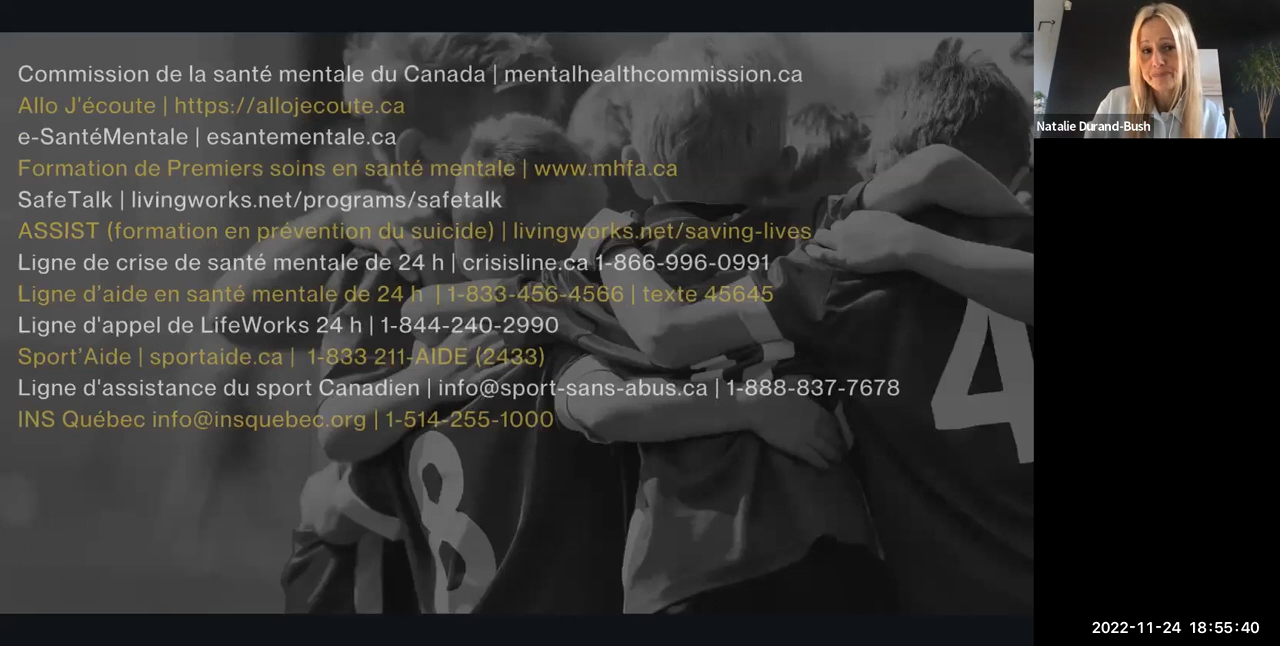 Commission de la santé mentale du Canada | mentalhealthcommission.ca
Allo J'écoute | https://allojecoute.ca
e-SantéMentale | esantementale.ca
Formation de Premiers soins en santé mentale | www.mhfa.ca
SafeTalk | livingworks.net/programs/safetalk
ASSIST (formation en prévention du suicide) | livingworks.net/saving-lives
Ligne de crise de santé mentale de 24 h | crisisline.ca 1-866-996-0991
Ligne d'aide en santé mentale de 24 h | 1-833-456-4566 | texte 45645
Ligne d'appel de LifeWorks 24 h | 1-844-240-2990
Sport'Aide | sportaide.ca | 1-833 211-AIDE (2433)
Ligne d'assistance du sport Canadien | info@sport-sans-abus.ca | 1-888-837-7678
INS Québec info@insquebec.org | 1-514-255-1000
8
4
Natalie Durand-Bush
2022-11-24 18:55:40